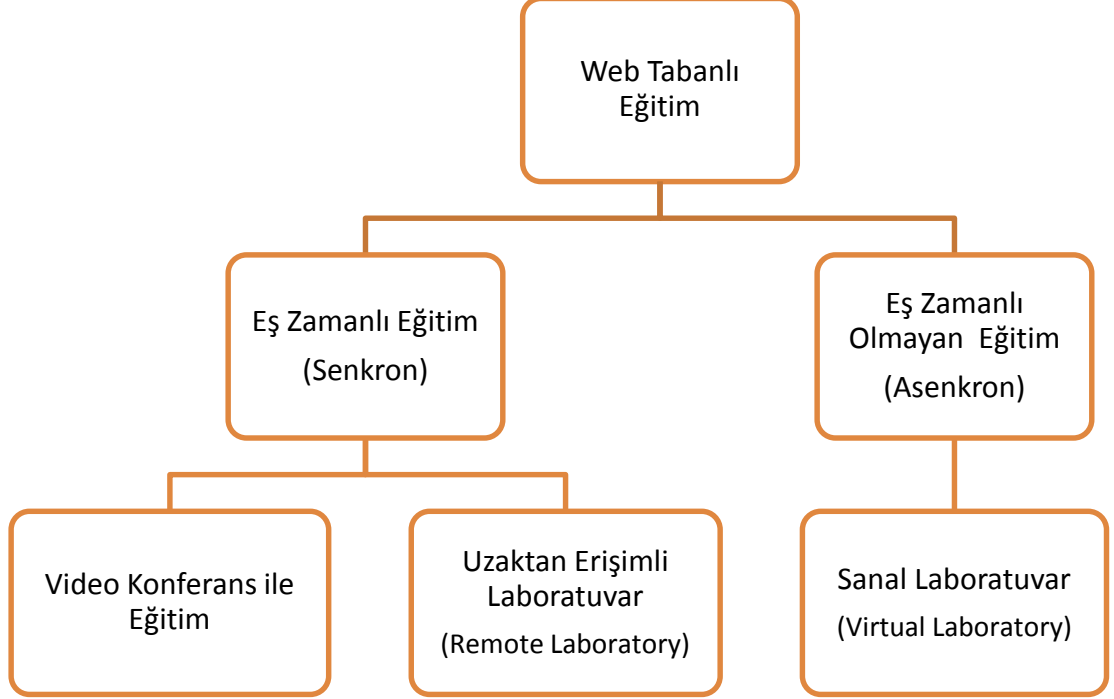 Web Tabanlı
Eğitim
Eş Zamanlı Eğitim
(Senkron)
Eş Zamanlı
Olmayan Eğitim
(Asenkron)
Video Konferans ile
Eğitim
Uzaktan Erişimli
Laboratuvar
(Remote Laboratory)
Sanal Laboratuvar
(Virtual Laboratory)